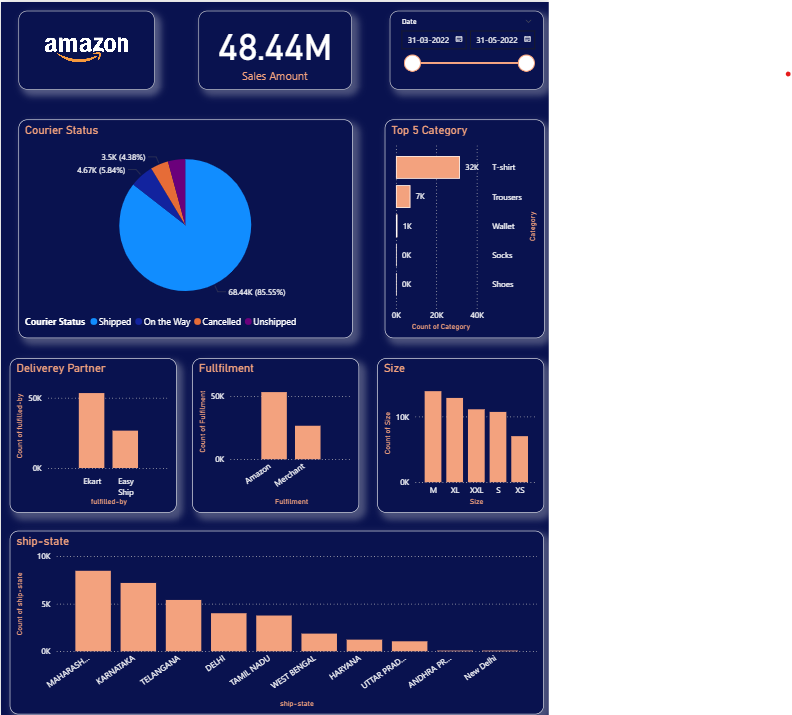 amazon
48.44M
Sales Amount
Date
31-03-2022
31-05-2022
Courier Status
3.5K (4.38%)
4.67K (5.84%)
68.44K (85.55%)
Courier Status Shipped On the Way Cancelled Unshipped
Top 5 Category
32K T-shirt
7K Trousers
1K Wallet
0K Socks
0K Shoes
Category
0K 20K 40K
Count of Category
Deliverey Partner
Count of fulfilled-by
50K
0K
Ekart Easy
Ship
fulfilled-by
Fullfilment
Count of Fulfilment
50K
0K
Amazon Merchant
Fulfilment
Size
Count of Size
10K
0K
M XL XXL S XS
Size
ship-state
Count of ship-state
10K
5K
0K
MAHARASH... KARNATAKA TELANGANA DELHI TAMIL NADU WEST BENGAL HARYANA UTTAR PRAD... ANDHRA PR... New Delhi
ship-state